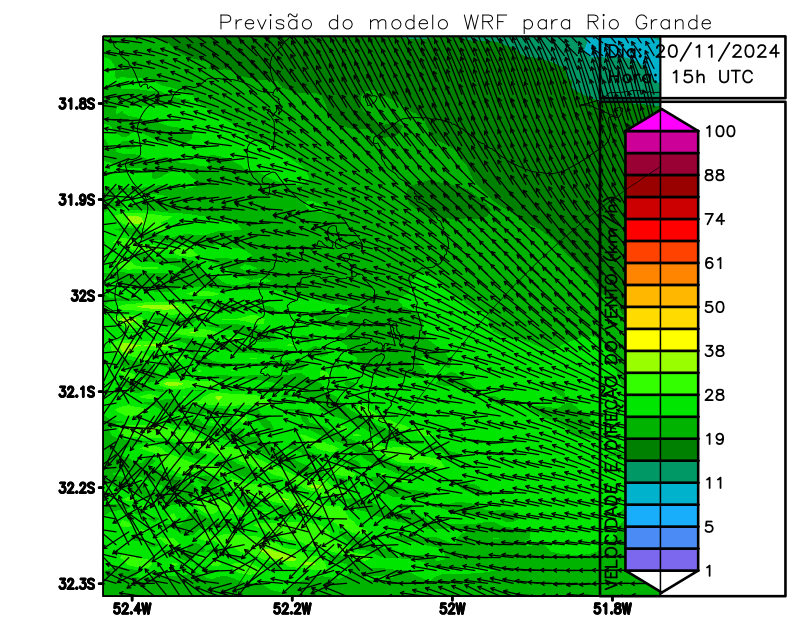 Previsão do modelo WRF para Rio Grande
Dia: 20/11/2024
Hora: 15h UTC
31.8S
31.9S
32S
32.1S
32.2S
32.3S
52.4W
52.2W
52W
51.8W
VELOCIDADE E DIREÇÃO DO VENTO (km/h)
100
88
74
61
50
38
28
19
11
5
1